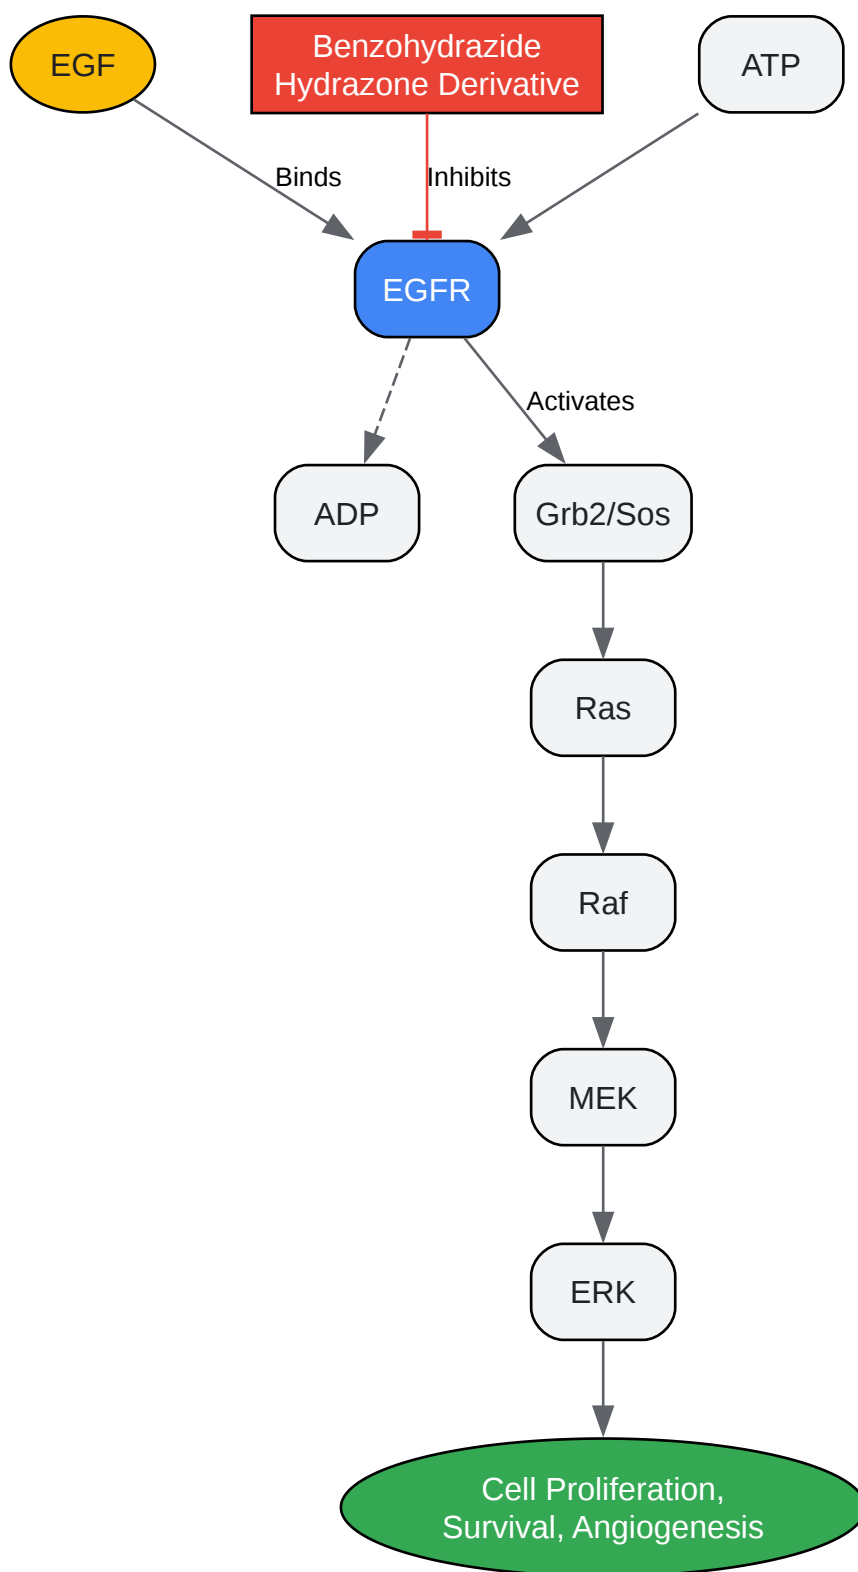 EGF
Benzohydrazide
Hydrazone Derivative
ATP
Binds
Inhibits
EGFR
Activates
ADP
Grb2/Sos
Ras
Raf
MEK
ERK
Cell Proliferation,
Survival, Angiogenesis